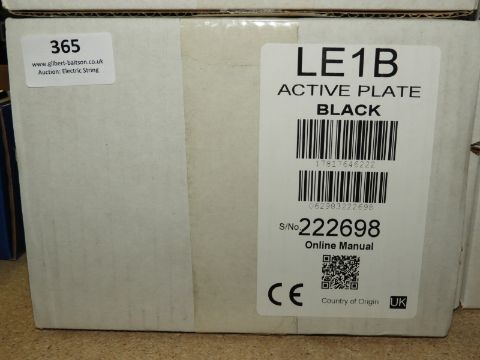 365
www.gilbert-baitson.co.uk
Auction: Electric String
LE1B
ACTIVE PLATE
BLACK
17817646222
S/No. 222698
Online Manual
CE Country of Origin UK